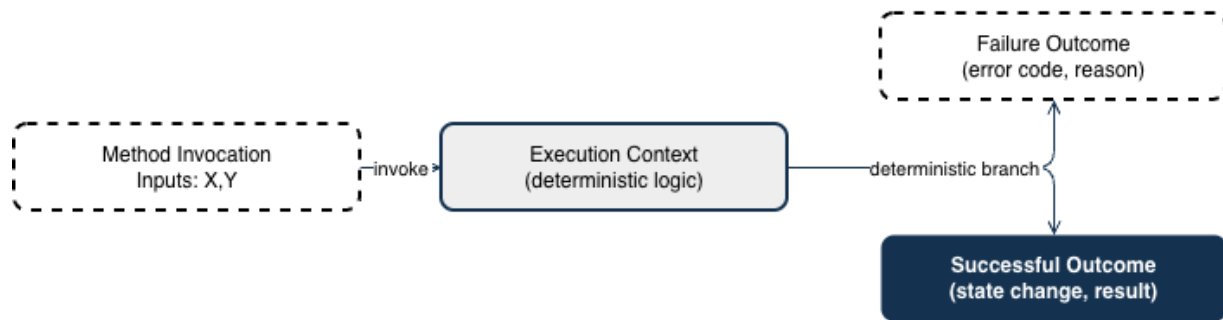 Method Invocation
Inputs: X,Y
invoke
Execution Context
(deterministic logic)
deterministic branch
Failure Outcome
(error code, reason)
Successful Outcome
(state change, result)